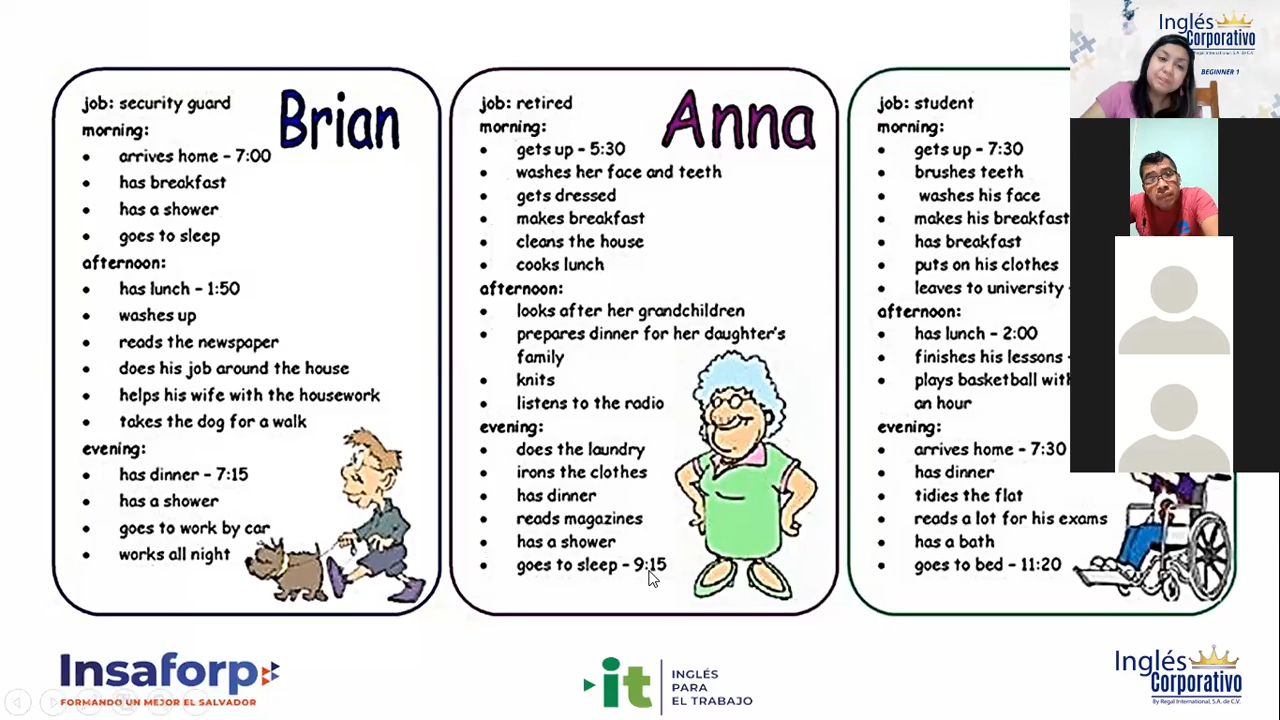 job: security guard
Brian
morning:
• arrives home – 7:00
• has breakfast
• has a shower
• goes to sleep
afternoon:
• has lunch – 1:50
• washes up
• reads the newspaper
• does his job around the house
• helps his wife with the housework
• takes the dog for a walk
evening:
• has dinner – 7:15
• has a shower
• goes to work by car
• works all night
job: retired
Anna
morning:
• gets up – 5:30
• washes her face and teeth
• gets dressed
• makes breakfast
• cleans the house
• cooks lunch
afternoon:
• looks after her grandchildren
• prepares dinner for her daughter's
family
• knits
• listens to the radio
evening:
• does the laundry
• irons the clothes
• has dinner
• reads magazines
• has a shower
• goes to sleep – 9:15
job: student
morning:
• gets up – 7:30
• brushes teeth
• washes his face
• makes his breakfast
• has breakfast
• puts on his clothes
• leaves to university -
afternoon:
• has lunch – 2:00
• finishes his lessons -
• plays basketball with
an hour
evening:
• arrives home – 7:30
• has dinner
• tidies the flat
• reads a lot for his exams
• has a bath
• goes to bed – 11:20
Inglés
Corporativo
By Regal International, S.A. de C.V.
BEGINNER 1
Insaforp
FORMANDO UN MEJOR EL SALVADOR
it
INGLÉS
PARA
EL TRABAJO
Inglés
Corporativo
By Regal International, S.A. de C.V.